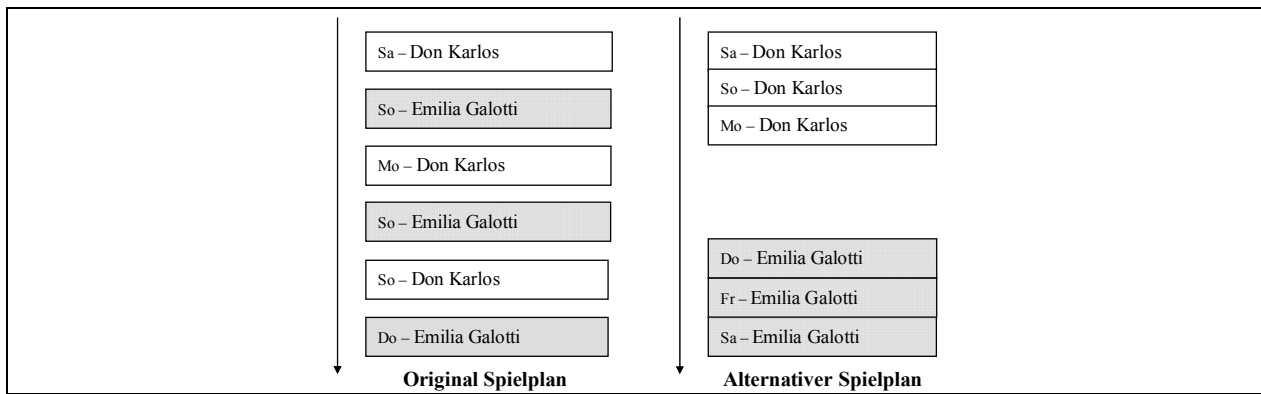 Sa – Don Karlos
So – Emilia Galotti
Mo – Don Karlos
So – Emilia Galotti
So – Don Karlos
Do – Emilia Galotti
Original Spielplan
Sa – Don Karlos
So – Don Karlos
Mo – Don Karlos
Do – Emilia Galotti
Fr – Emilia Galotti
Sa – Emilia Galotti
Alternativer Spielplan